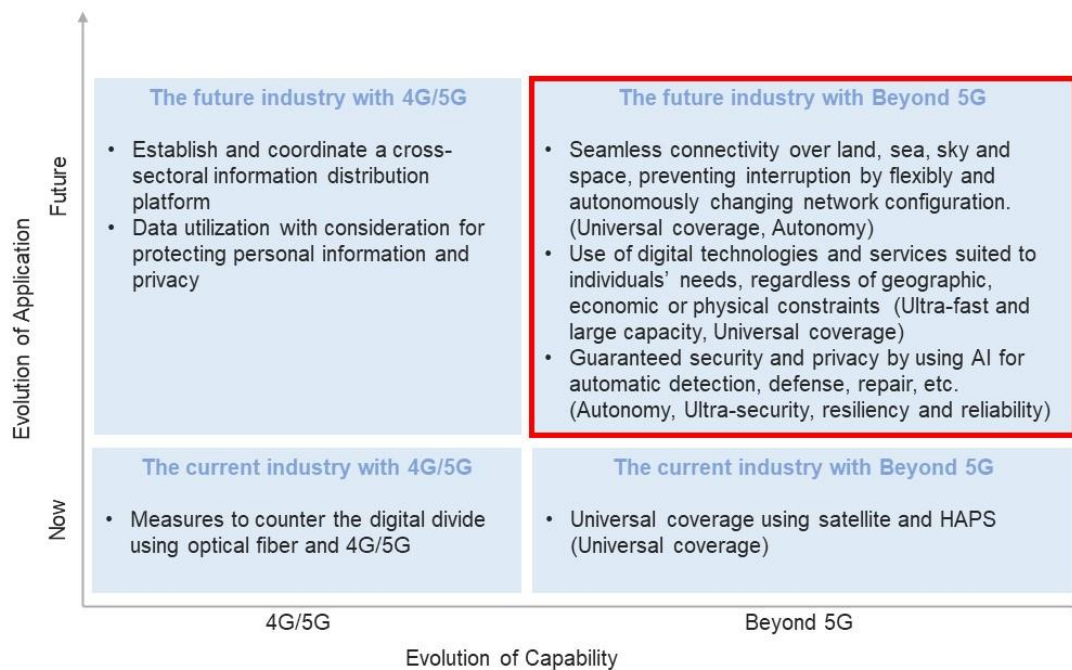 The future industry with 4G/5G
• Establish and coordinate a cross-
sectoral information distribution
platform
• Data utilization with consideration for
protecting personal information and
privacy
The future industry with Beyond 5G
• Seamless connectivity over land, sea, sky and
space, preventing interruption by flexibly and
autonomously changing network configuration.
(Universal coverage, Autonomy)
• Use of digital technologies and services suited to
individuals’ needs, regardless of geographic,
economic or physical constraints (Ultra-fast and
large capacity, Universal coverage)
• Guaranteed security and privacy by using AI for
automatic detection, defense, repair, etc.
(Autonomy, Ultra-security, resiliency and reliability)
The current industry with 4G/5G
• Measures to counter the digital divide
using optical fiber and 4G/5G
The current industry with Beyond 5G
• Universal coverage using satellite and HAPS
(Universal coverage)
Evolution of Application
Future
Now
4G/5G
Beyond 5G
Evolution of Capability